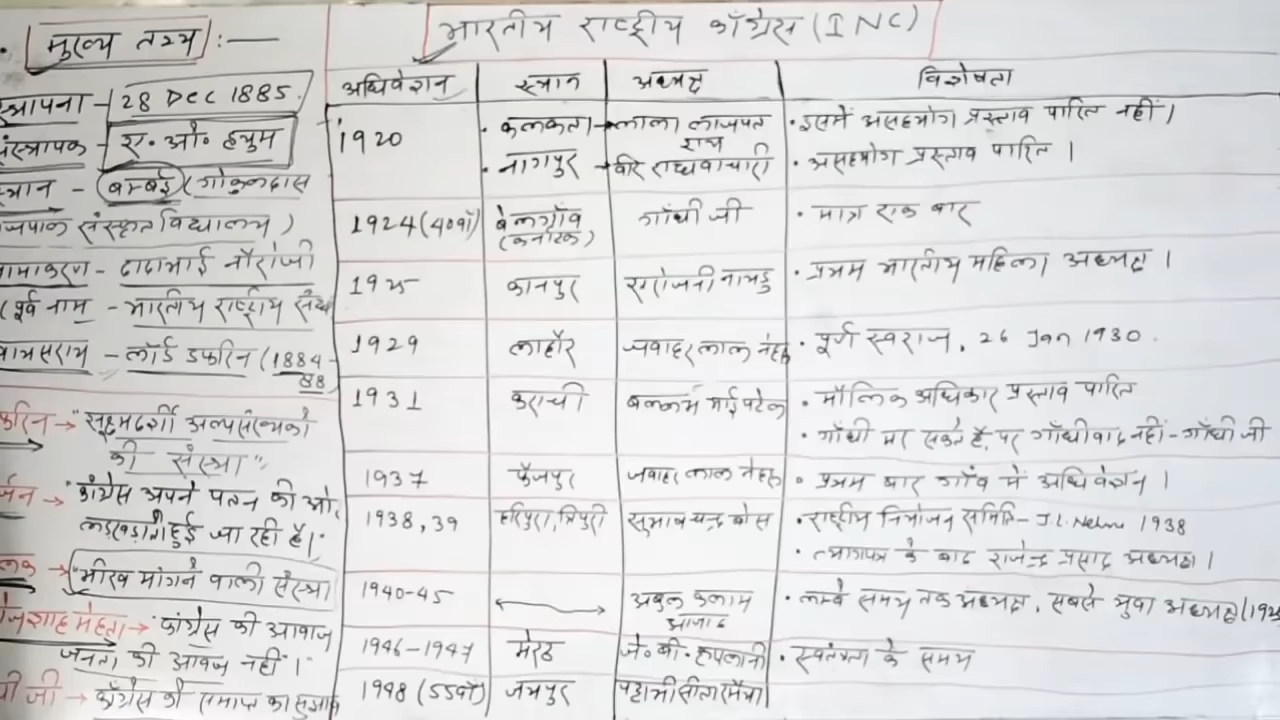 भारतीय राष्ट्रीय काँग्रेस (INC)
मुख्य तथ्य :—
स्थापना - 28 Dec 1885.
संस्थापक - ए. ओ. ह्यूम
स्थान - बम्बई (गोकुलदास
तेजपाल संस्कृत विद्यालय)
नामाकरण - दादाभाई नौरोजी
(पूर्व नाम - भारतीय राष्ट्रीय संघ
वायसराय - लॉर्ड डफरिन (1884-
88)
डफरिन → "सूक्ष्मदर्शी अल्पसंख्यको
की संस्था"
कर्जन → "कांग्रेस अपने पतन की ओर
लड़खड़ाती हुई जा रही है।"
तिलक → "भीख मांगने वाली संस्था
फिरोजशाह मेहता → "कांग्रेस की आवाज
जनता की आवाज नहीं।"
गाँधी जी → काँग्रेस को समाप्त का सुझाव
अधिवेशन स्थान अध्यक्ष विशेषता
1920 • कलकता → लाला लाजपत राय • इसमें असहयोग प्रस्ताव पारित नहीं।
• नागपुर → वीर राघवाचारी • असहयोग प्रस्ताव पारित।
1924 (40वाँ) बेलगाँव (कर्नाटक) गाँधी जी • मात्र एक बार
1925 कानपुर सरोजनी नायडु • प्रथम भारतीय महिला अध्यक्ष।
1929 लाहौर जवाहर लाल नेहरू • पूर्ण स्वराज, 26 Jan 1930.
1931 कराची बल्लभ भाई पटेल • मौलिक अधिकार प्रस्ताव पारित
• गाँधी मर सकते हैं, पर गाँधीवाद नहीं - गाँधी जी
1937 फैजपुर जवाहर लाल नेहरू • प्रथम बार गाँव में अधिवेशन।
1938, 39 हरिपुरा, त्रिपुरी सुभाष चन्द्र बोस • राष्ट्रीय नियोजन समिति - J.L. Nehru 1938
• त्यागपत्र के बाद राजेन्द्र प्रसाद अध्यक्ष।
1940-45 अबुल कलाम आजाद • लम्बे समय तक अध्यक्ष, सबसे युवा अध्यक्ष (192
1946-1947 मेरठ जे. बी. कृपलानी • स्वतंत्रता के समय
1948 (55वाँ) जयपुर पट्टाभी सीतारमैया